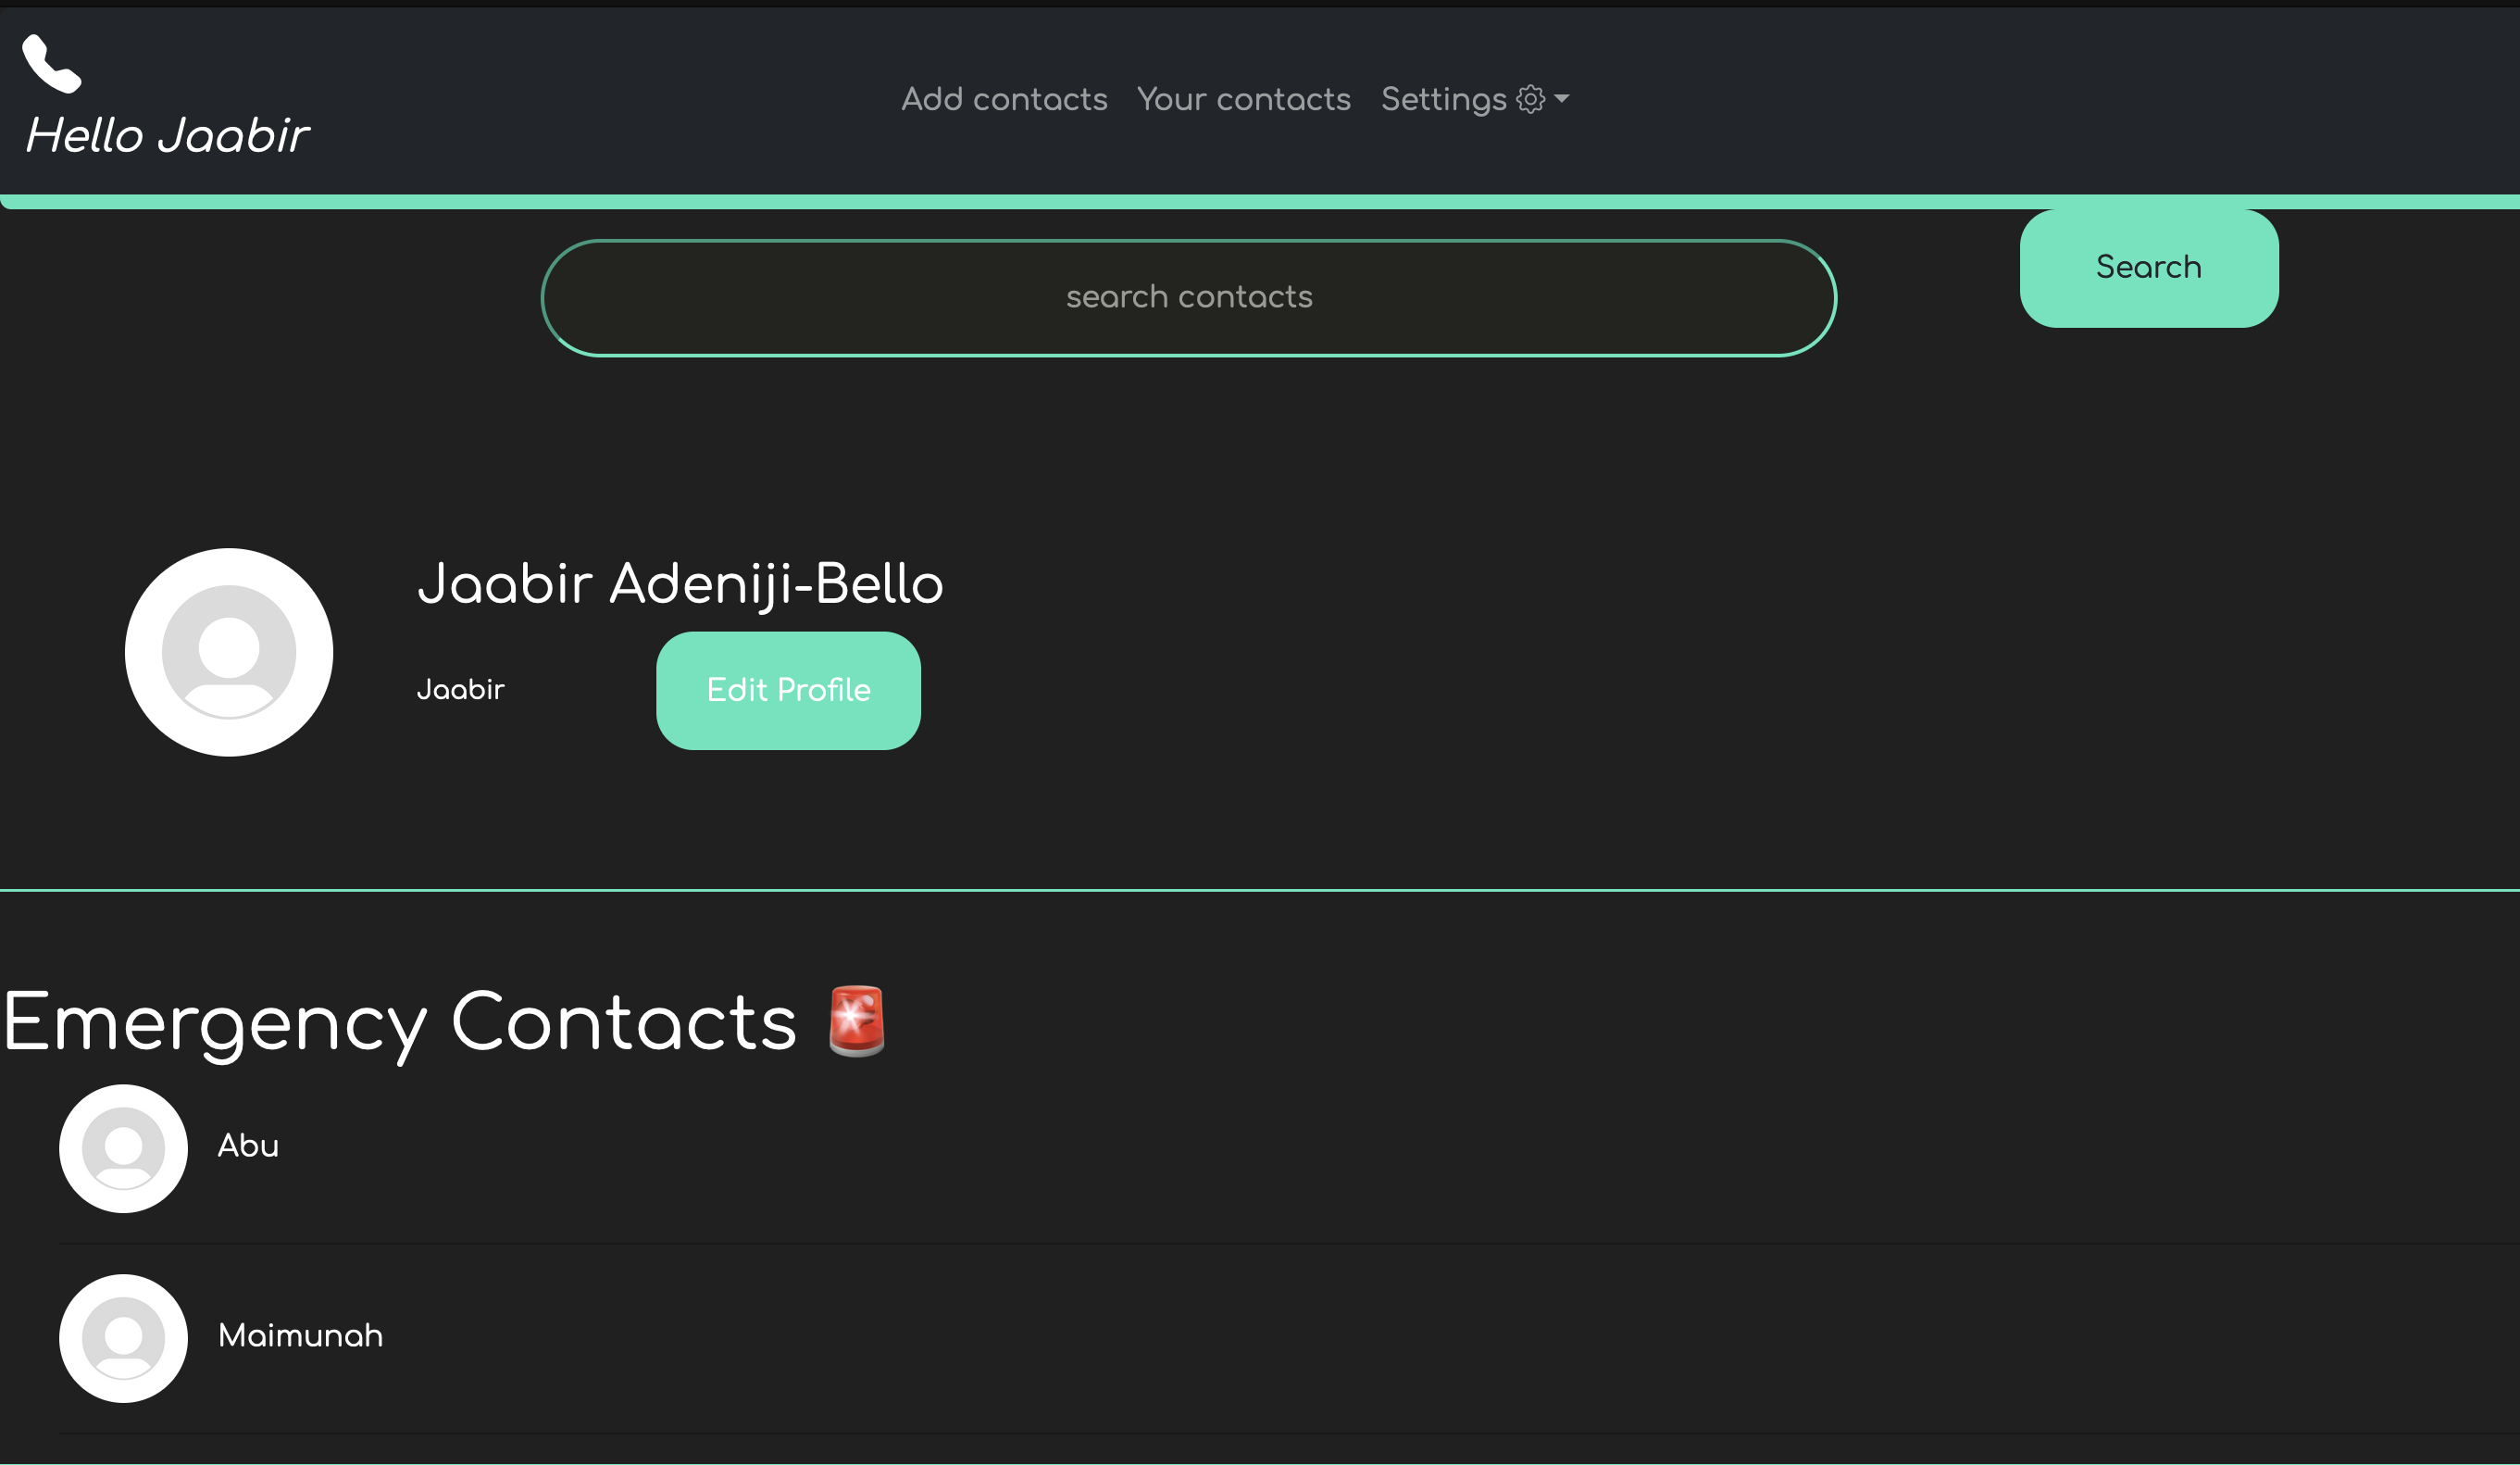 Hello Jaabir
Add contacts Your contacts Settings
search contacts
Search
Jaabir Adeniji-Bello
Jaabir
Edit Profile
Emergency Contacts 🚨
Abu
Maimunah